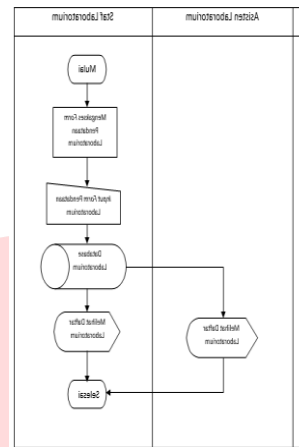 Staf Laboratorium
Asisten Laboratorium
Mulai
Mengakses Form
Pendataan
Laboratorium
Input Form Pendataan
Laboratorium
Database
Laboratorium
Melihat Daftar
Laboratorium
Melihat Daftar
Laboratorium
Selesai